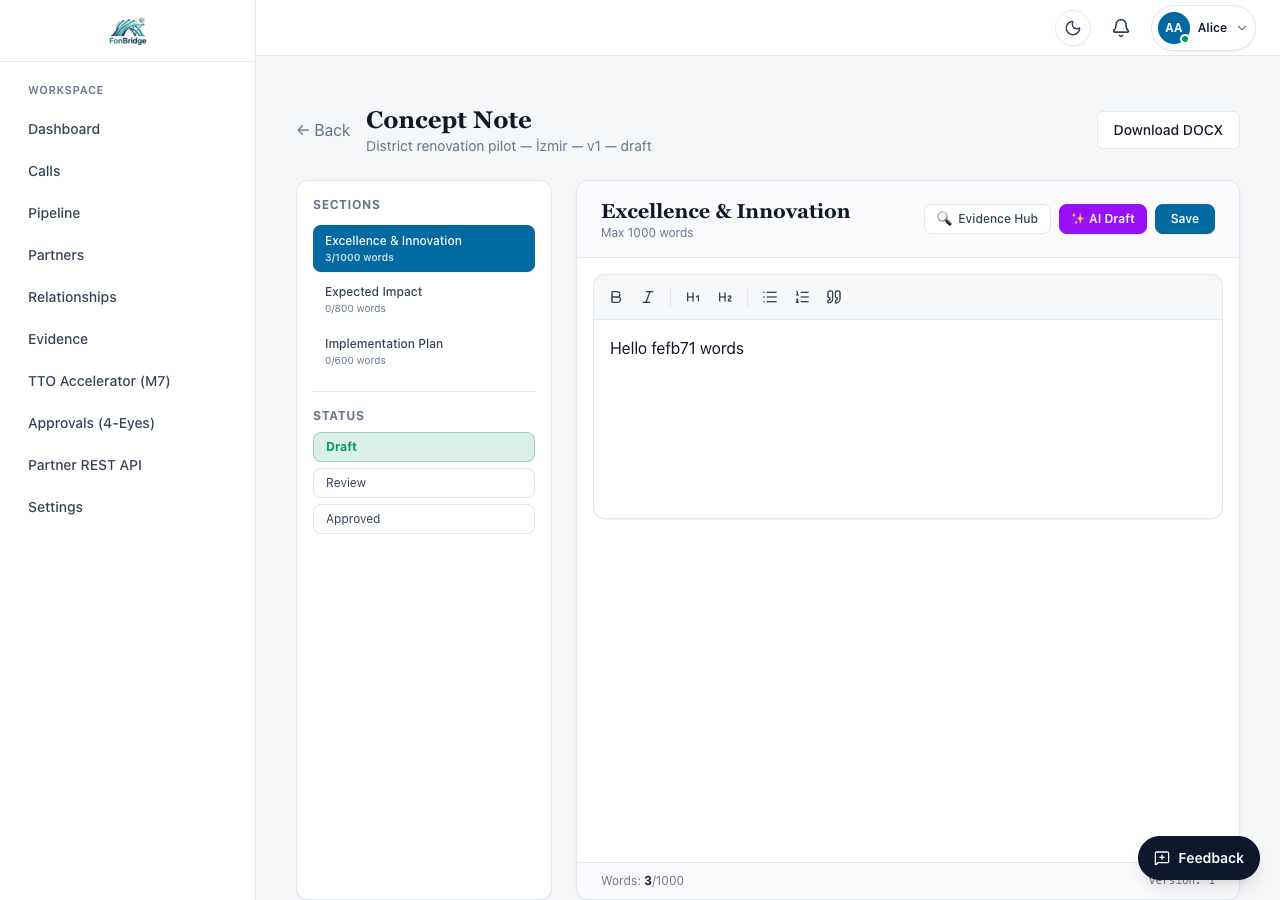 FonBridge
WORKSPACE
Dashboard
Calls
Pipeline
Partners
Relationships
Evidence
TTO Accelerator (M7)
Approvals (4-Eyes)
Partner REST API
Settings
AA
Alice
← Back
Concept Note
District renovation pilot — İzmir — v1 — draft
Download DOCX
SECTIONS
Excellence & Innovation
3/1000 words
Expected Impact
0/800 words
Implementation Plan
0/600 words
STATUS
Draft
Review
Approved
Excellence & Innovation
Max 1000 words
🔍 Evidence Hub
✨ AI Draft
Save
B I H1 H2
Hello fefb71 words
Words: 3/1000
Version: 1
Feedback